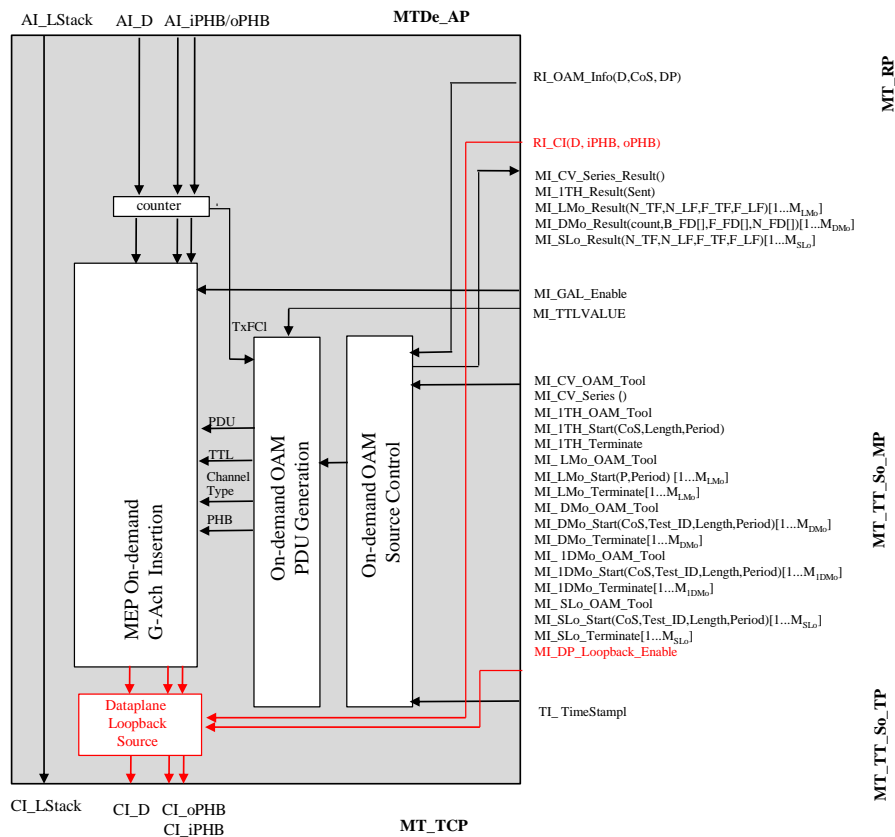 AI_LStack
AI_D
AI_iPHB/oPHB
MTDe_AP
MT_RP
RI_OAM_Info(D,CoS, DP)
RI_CI(D, iPHB, oPHB)
MI_CV_Series_Result()
MI_1TH_Result(Sent)
MI_LMo_Result(N_TF,N_LF,F_TF,F_LF)[1...MLMo]
MI_DMo_Result(count,B_FD[],F_FD[],N_FD[])[1...MDMo]
MI_SLo_Result(N_TF,N_LF,F_TF,F_LF)[1...MSLo]
counter
MI_GAL_Enable
MI_TTLVALUE
TxFCl
MI_CV_OAM_Tool
MI_CV_Series ()
MI_1TH_OAM_Tool
MI_1TH_Start(CoS,Length,Period)
MI_1TH_Terminate
MI_ LMo_OAM_Tool
MI_LMo_Start(P,Period) [1...MLMo]
MI_LMo_Terminate[1...MLMo]
MI_ DMo_OAM_Tool
MI_DMo_Start(CoS,Test_ID,Length,Period)[1...MDMo]
MI_DMo_Terminate[1...MDMo]
MI_ 1DMo_OAM_Tool
MI_1DMo_Start(CoS,Test_ID,Length,Period)[1...M1DMo]
MI_1DMo_Terminate[1...M1DMo]
MI_ SLo_OAM_Tool
MI_SLo_Start(CoS,Test_ID,Length,Period)[1...MSLo]
MI_SLo_Terminate[1...MSLo]
MI_DP_Loopback_Enable
MT_TT_So_MP
PDU
TTL
Channel
Type
PHB
MEP On-demand
G-Ach Insertion
On-demand OAM
PDU Generation
On-demand OAM
Source Control
Dataplane
Loopback
Source
TI_ TimeStampl
MT_TT_So_TP
CI_LStack
CI_D
CI_oPHB
CI_iPHB
MT_TCP